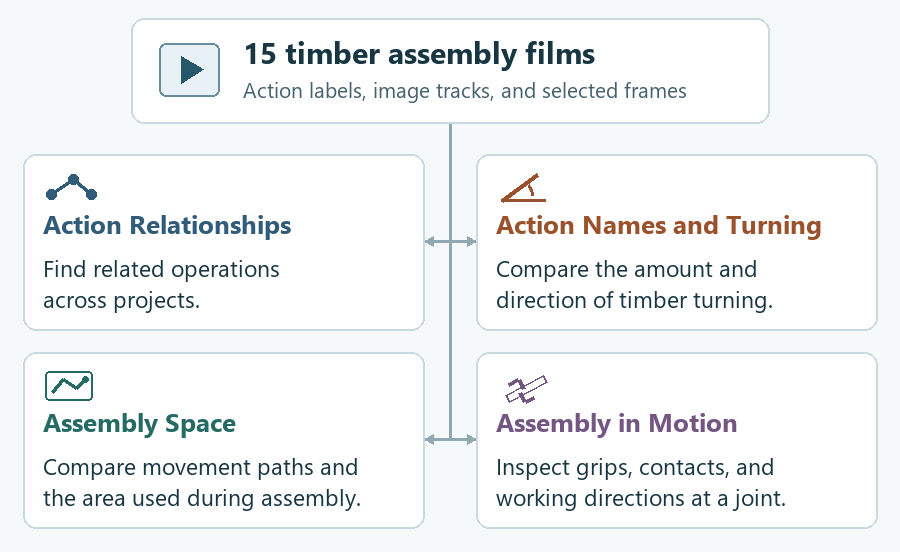 15 timber assembly films
Action labels, image tracks, and selected frames
Action Relationships
Find related operations
across projects.
Action Names and Turning
Compare the amount and
direction of timber turning.
Assembly Space
Compare movement paths and
the area used during assembly.
Assembly in Motion
Inspect grips, contacts, and
working directions at a joint.